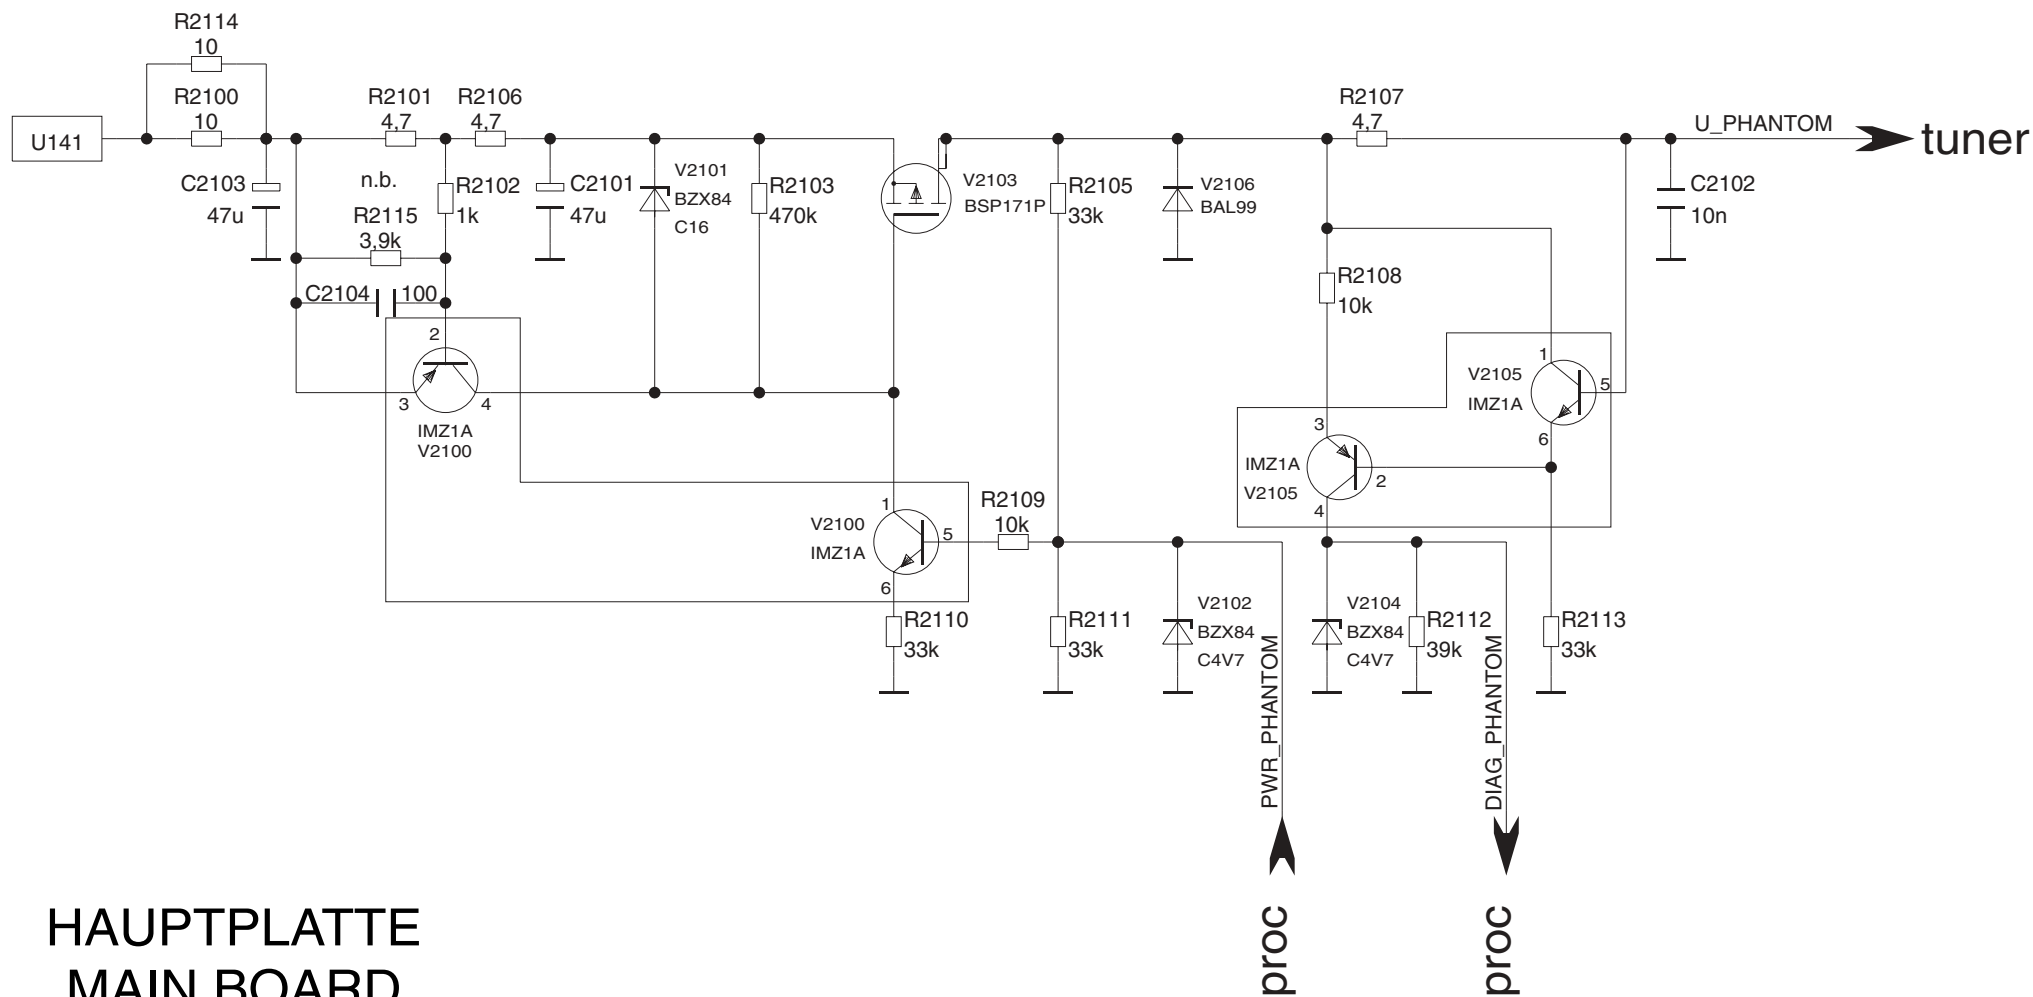 R2114
10
R2100
10
U141
C2103
47u
R2101
4,7
R2106
4,7
n.b.
R2115
3,9k
R2102
1k
C2104
100
C2101
47u
V2101
BZX84
C16
R2103
470k
V2103
BSP171P
R2105
33k
V2106
BAL99
R2107
4,7
U_PHANTOM
tuner
C2102
10n
R2108
10k
2
3
4
IMZ1A
V2100
1
V2105
IMZ1A
5
6
3
IMZ1A
V2105
2
4
1
V2100
IMZ1A
5
6
R2109
10k
R2110
33k
R2111
33k
V2102
BZX84
C4V7
PWR_PHANTOM
V2104
BZX84
C4V7
R2112
39k
DIAG_PHANTOM
R2113
33k
proc
proc
HAUPTPLATTE
MAIN BOARD